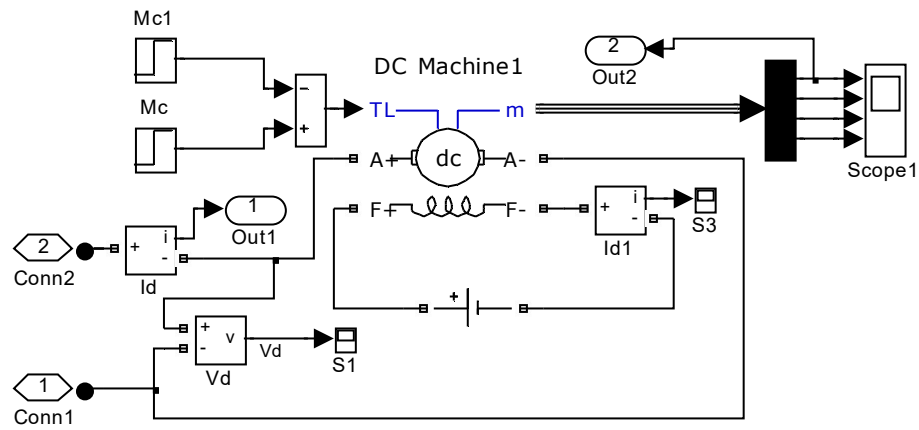 Mc1
−
+
Mc
DC Machine1
TL
m
A+
dc
A-
F+
F-
2
Out2
Scope1
+
i
-
Id1
S3
1
Out1
2
Conn2
+
i
-
Id
+
+
-
v
Vd
Vd
S1
1
Conn1